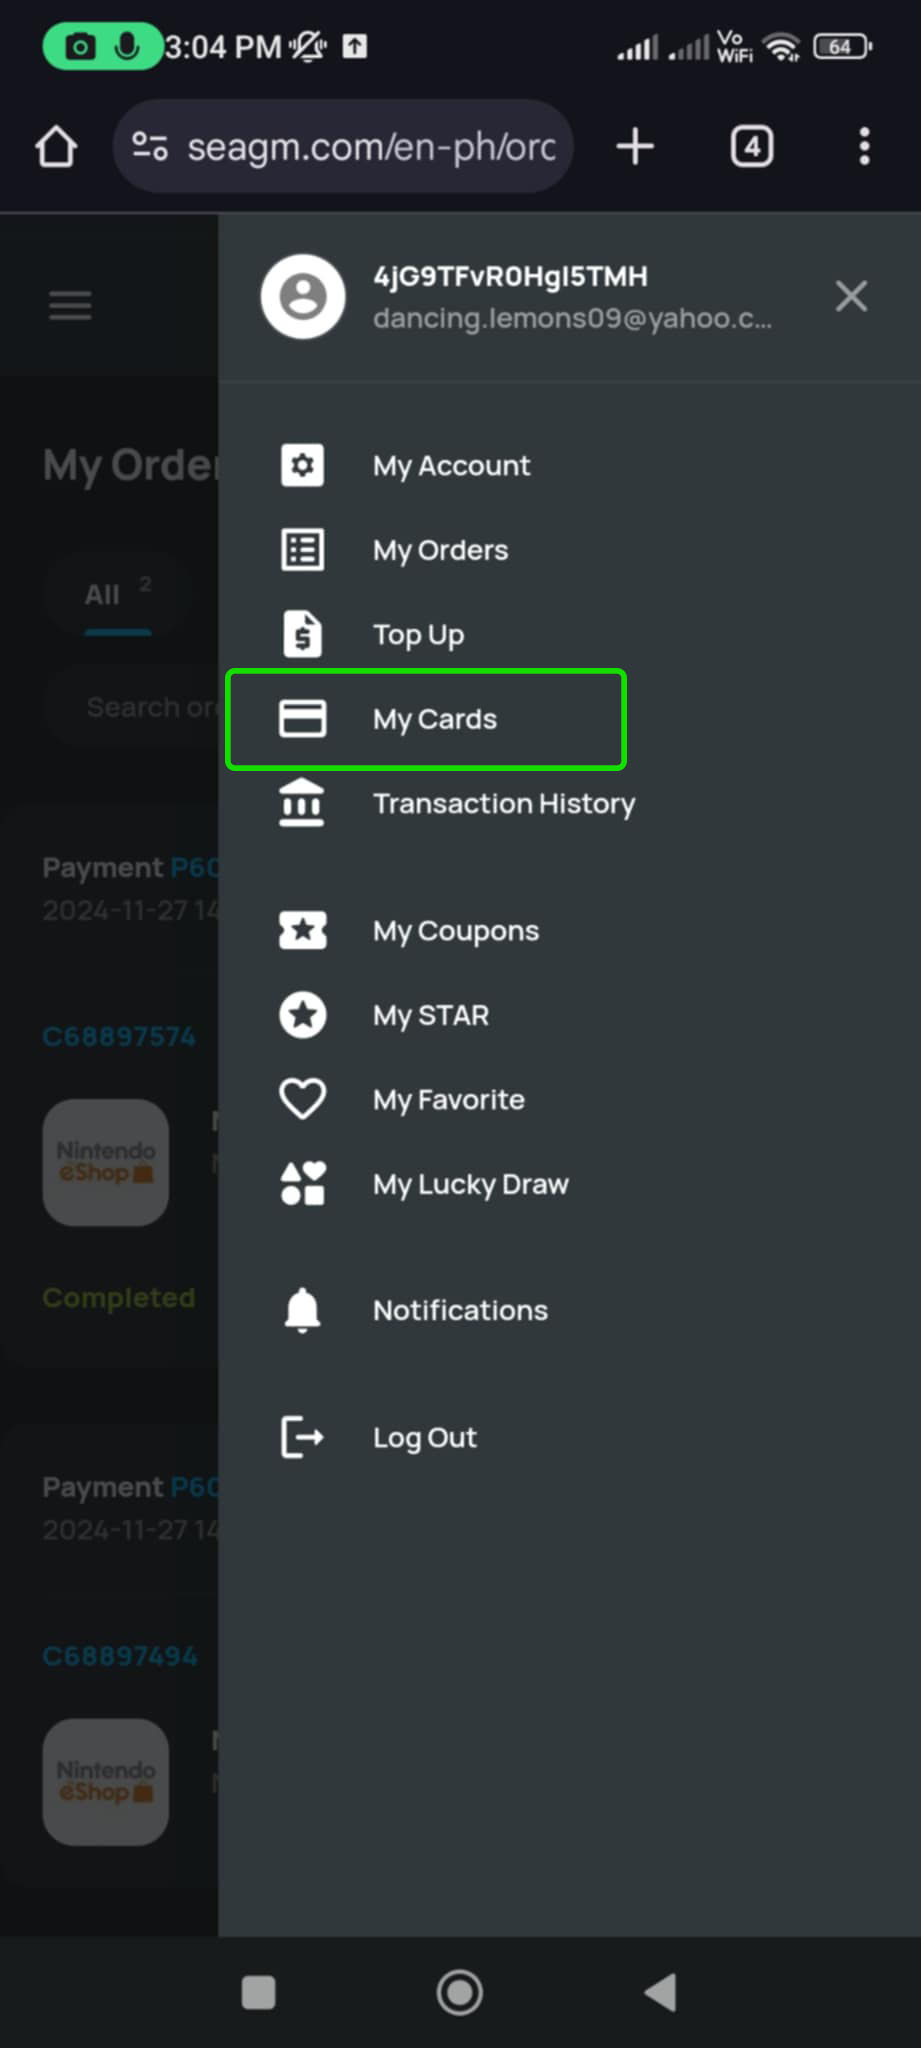 3:04 PM
Vo
WiFi
64
seagm.com/en-ph/orc
4
4jG9TFvR0Hgl5TMH
dancing.lemons09@yahoo.c...
My Account
My Order
My Orders
All 2
Top Up
Search or
My Cards
Transaction History
Payment P60
2024-11-27 14
My Coupons
My STAR
C68897574
My Favorite
Nintendo
eShop
My Lucky Draw
Completed
Notifications
Log Out
Payment P60
2024-11-27 14
C68897494
Nintendo
eShop